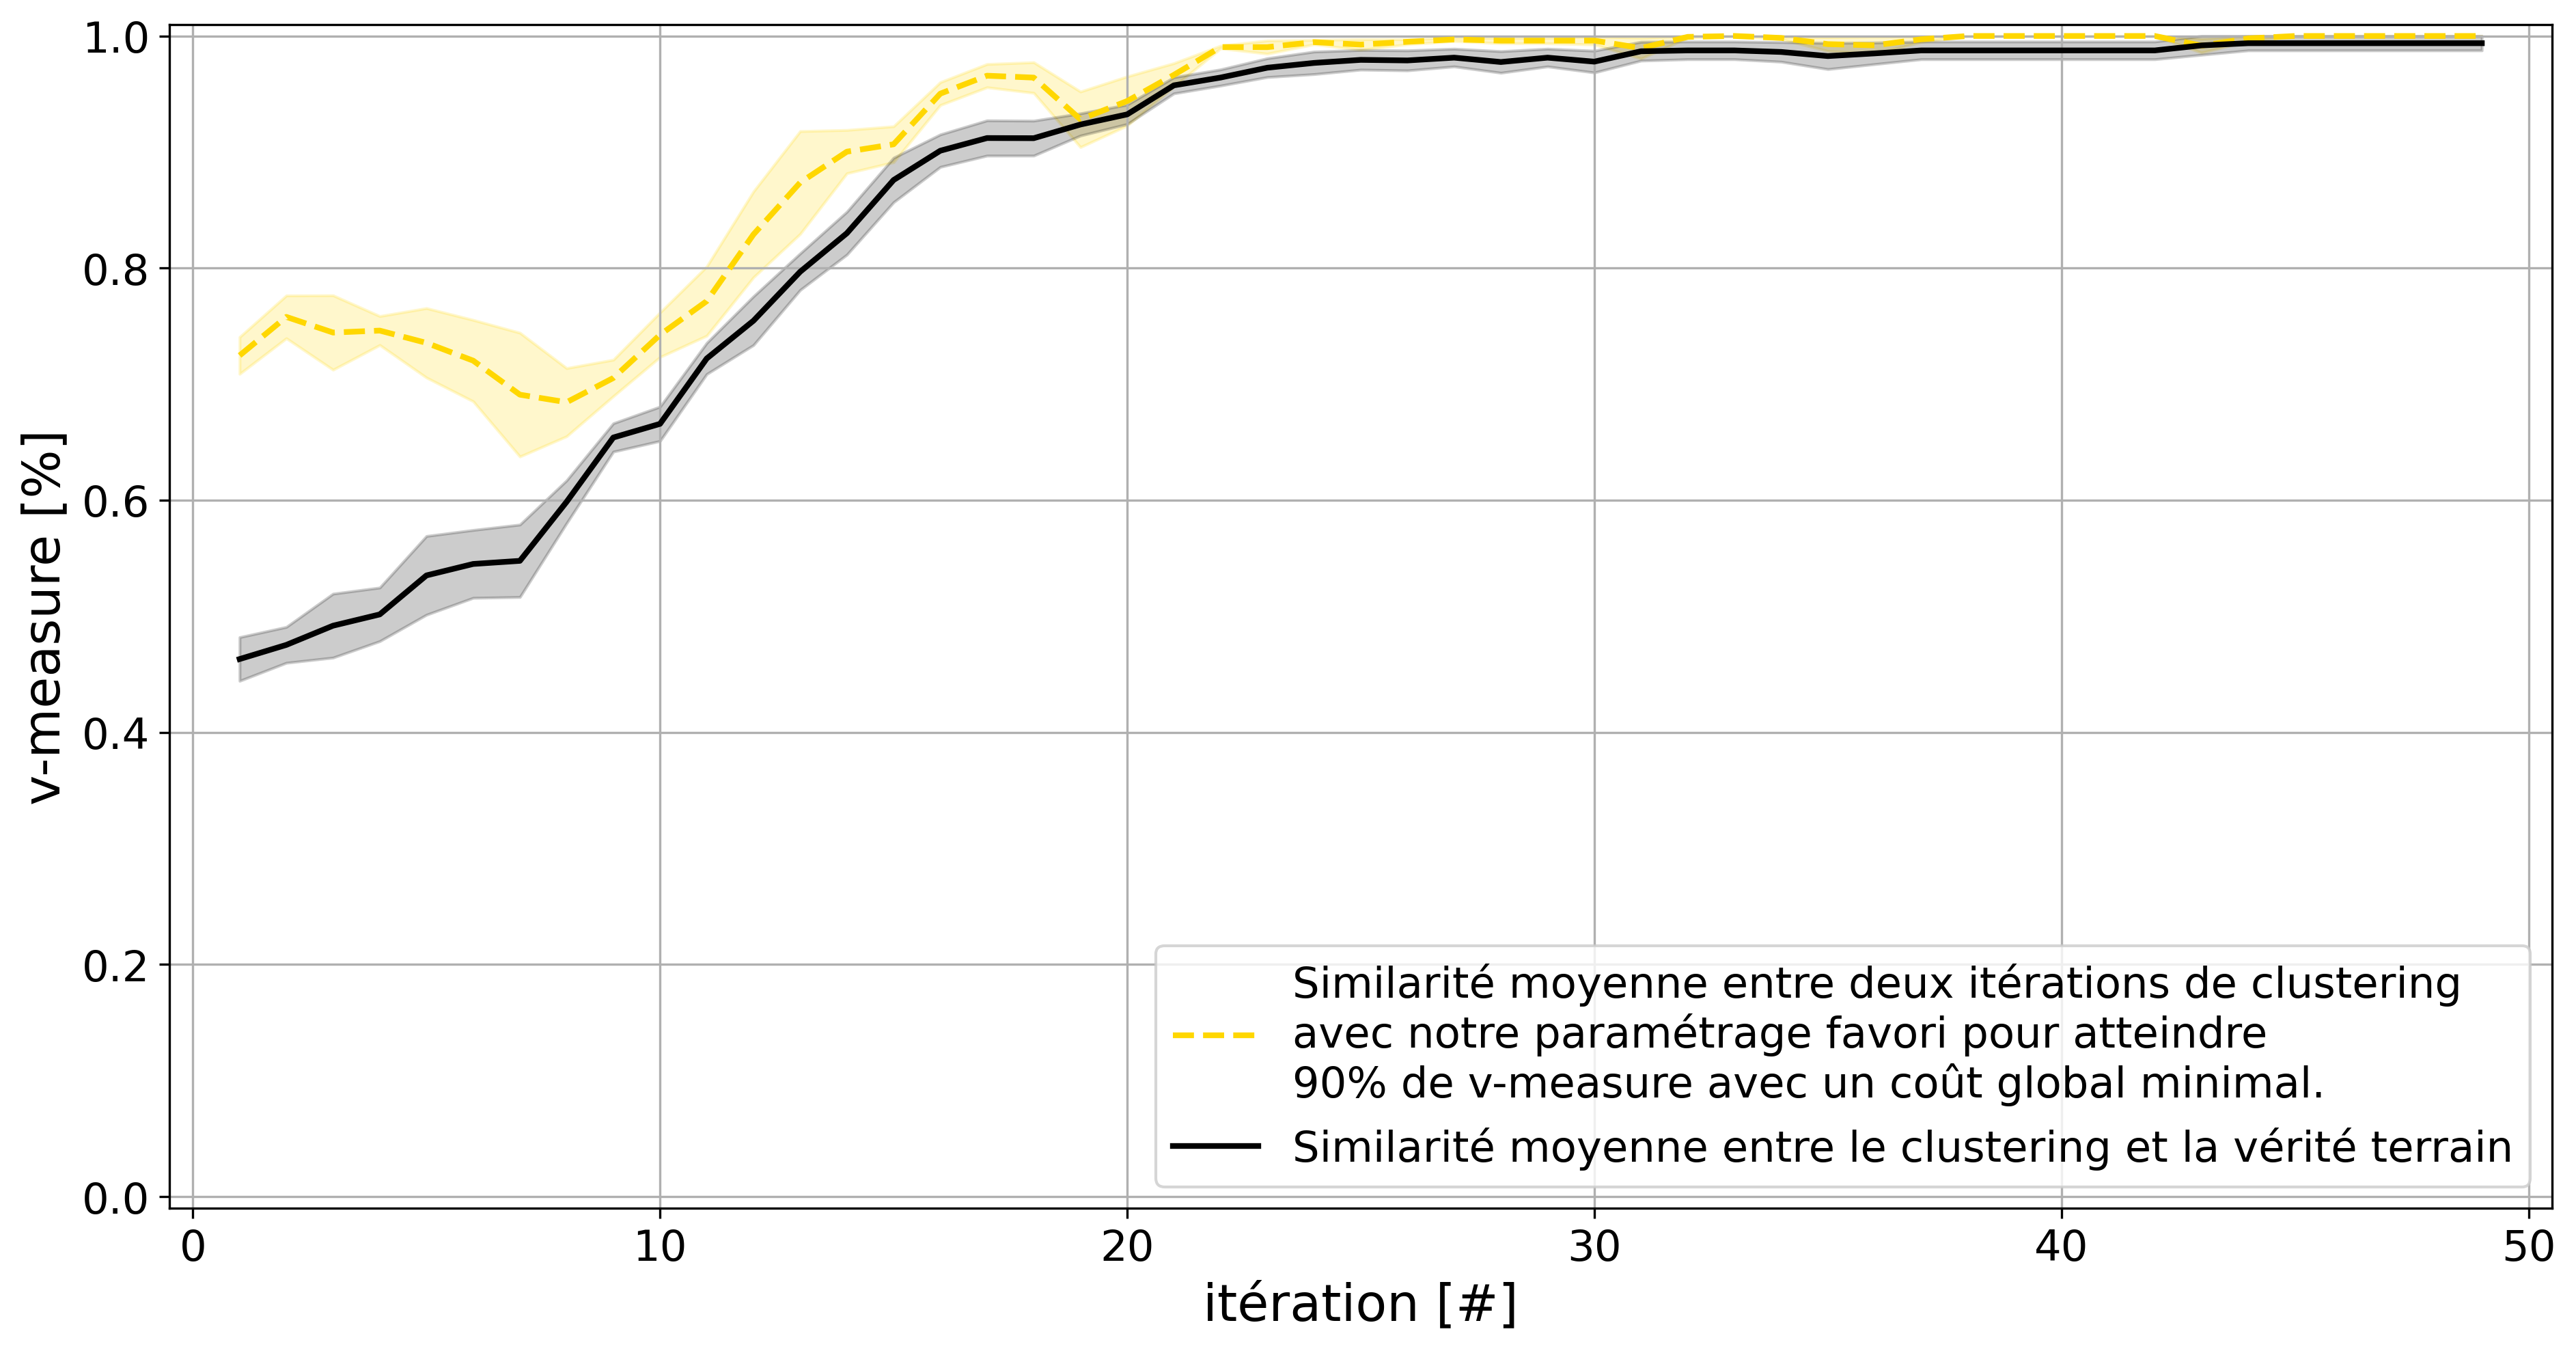 1.0
0.8
0.6
0.4
0.2
0.0
v-measure [%]
0 10 20 30 40 50
itération [#]
Similarité moyenne entre deux itérations de clustering
avec notre paramétrage favori pour atteindre
90% de v-measure avec un coût global minimal.
Similarité moyenne entre le clustering et la vérité terrain